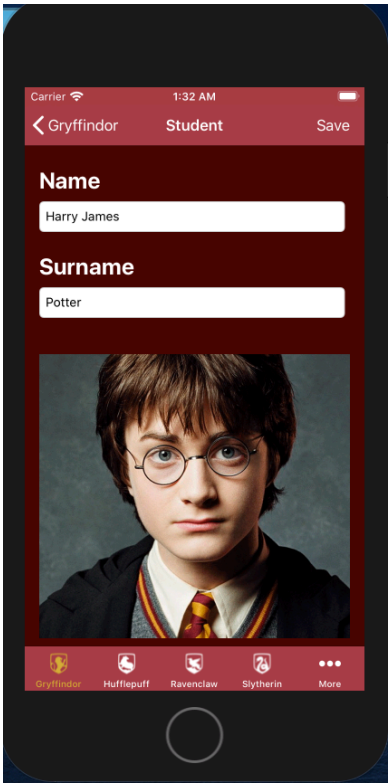 Carrier 1:32 AM
Gryffindor Student Save
Name
Harry James
Surname
Potter
Gryffindor Hufflepuff Ravenclaw Slytherin More